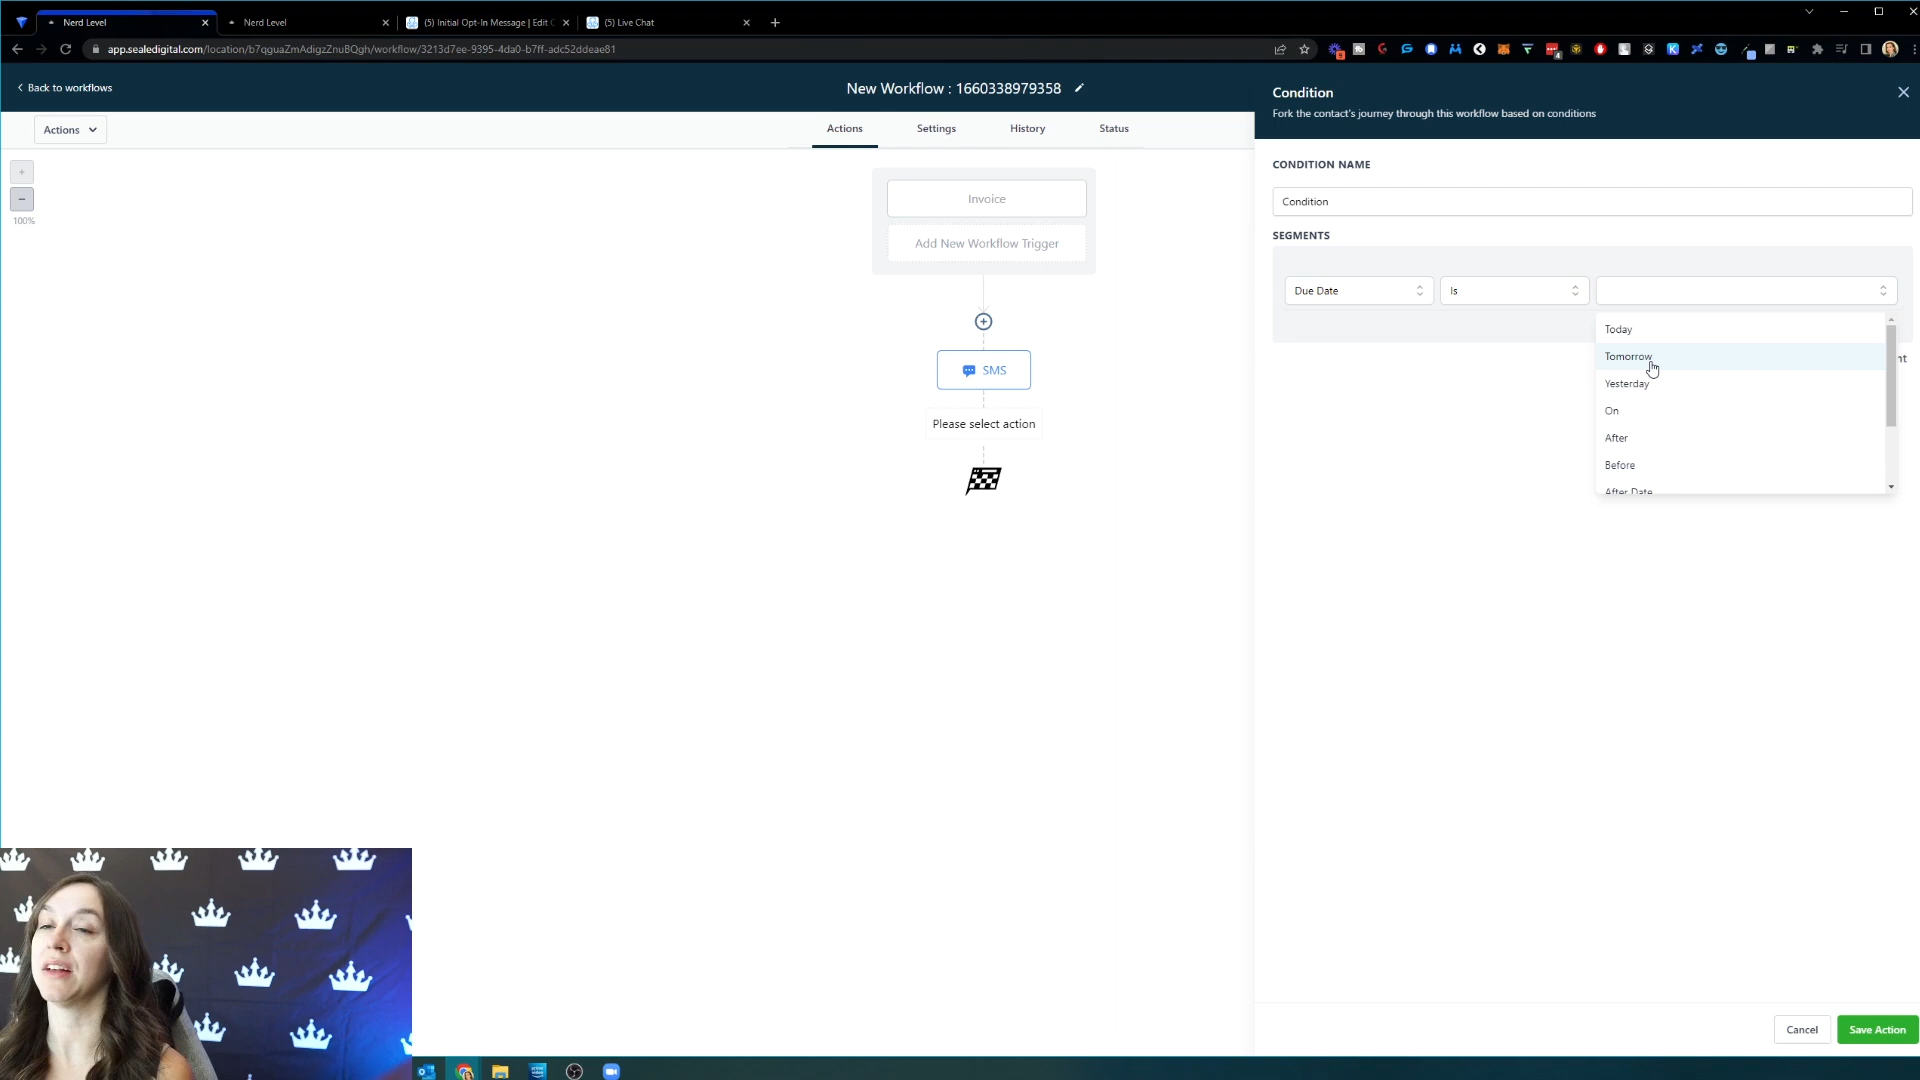 Nerd Level
Nerd Level
(5) Initial Opt-In Message | Edit
(5) Live Chat
app.sealedigital.com/location/b7qguaZmAdigzZnuBQgh/workflow/3213d7ee-9395-4da0-b7ff-adc52ddeae81
Back to workflows
New Workflow : 1660338979358
Condition
Fork the contact's journey through this workflow based on conditions
Actions
Actions
Settings
History
Status
100%
Invoice
Add New Workflow Trigger
SMS
Please select action
CONDITION NAME
Condition
SEGMENTS
Due Date
Is
Today
Tomorrow
Yesterday
On
After
Before
After Date
nt
Cancel
Save Action